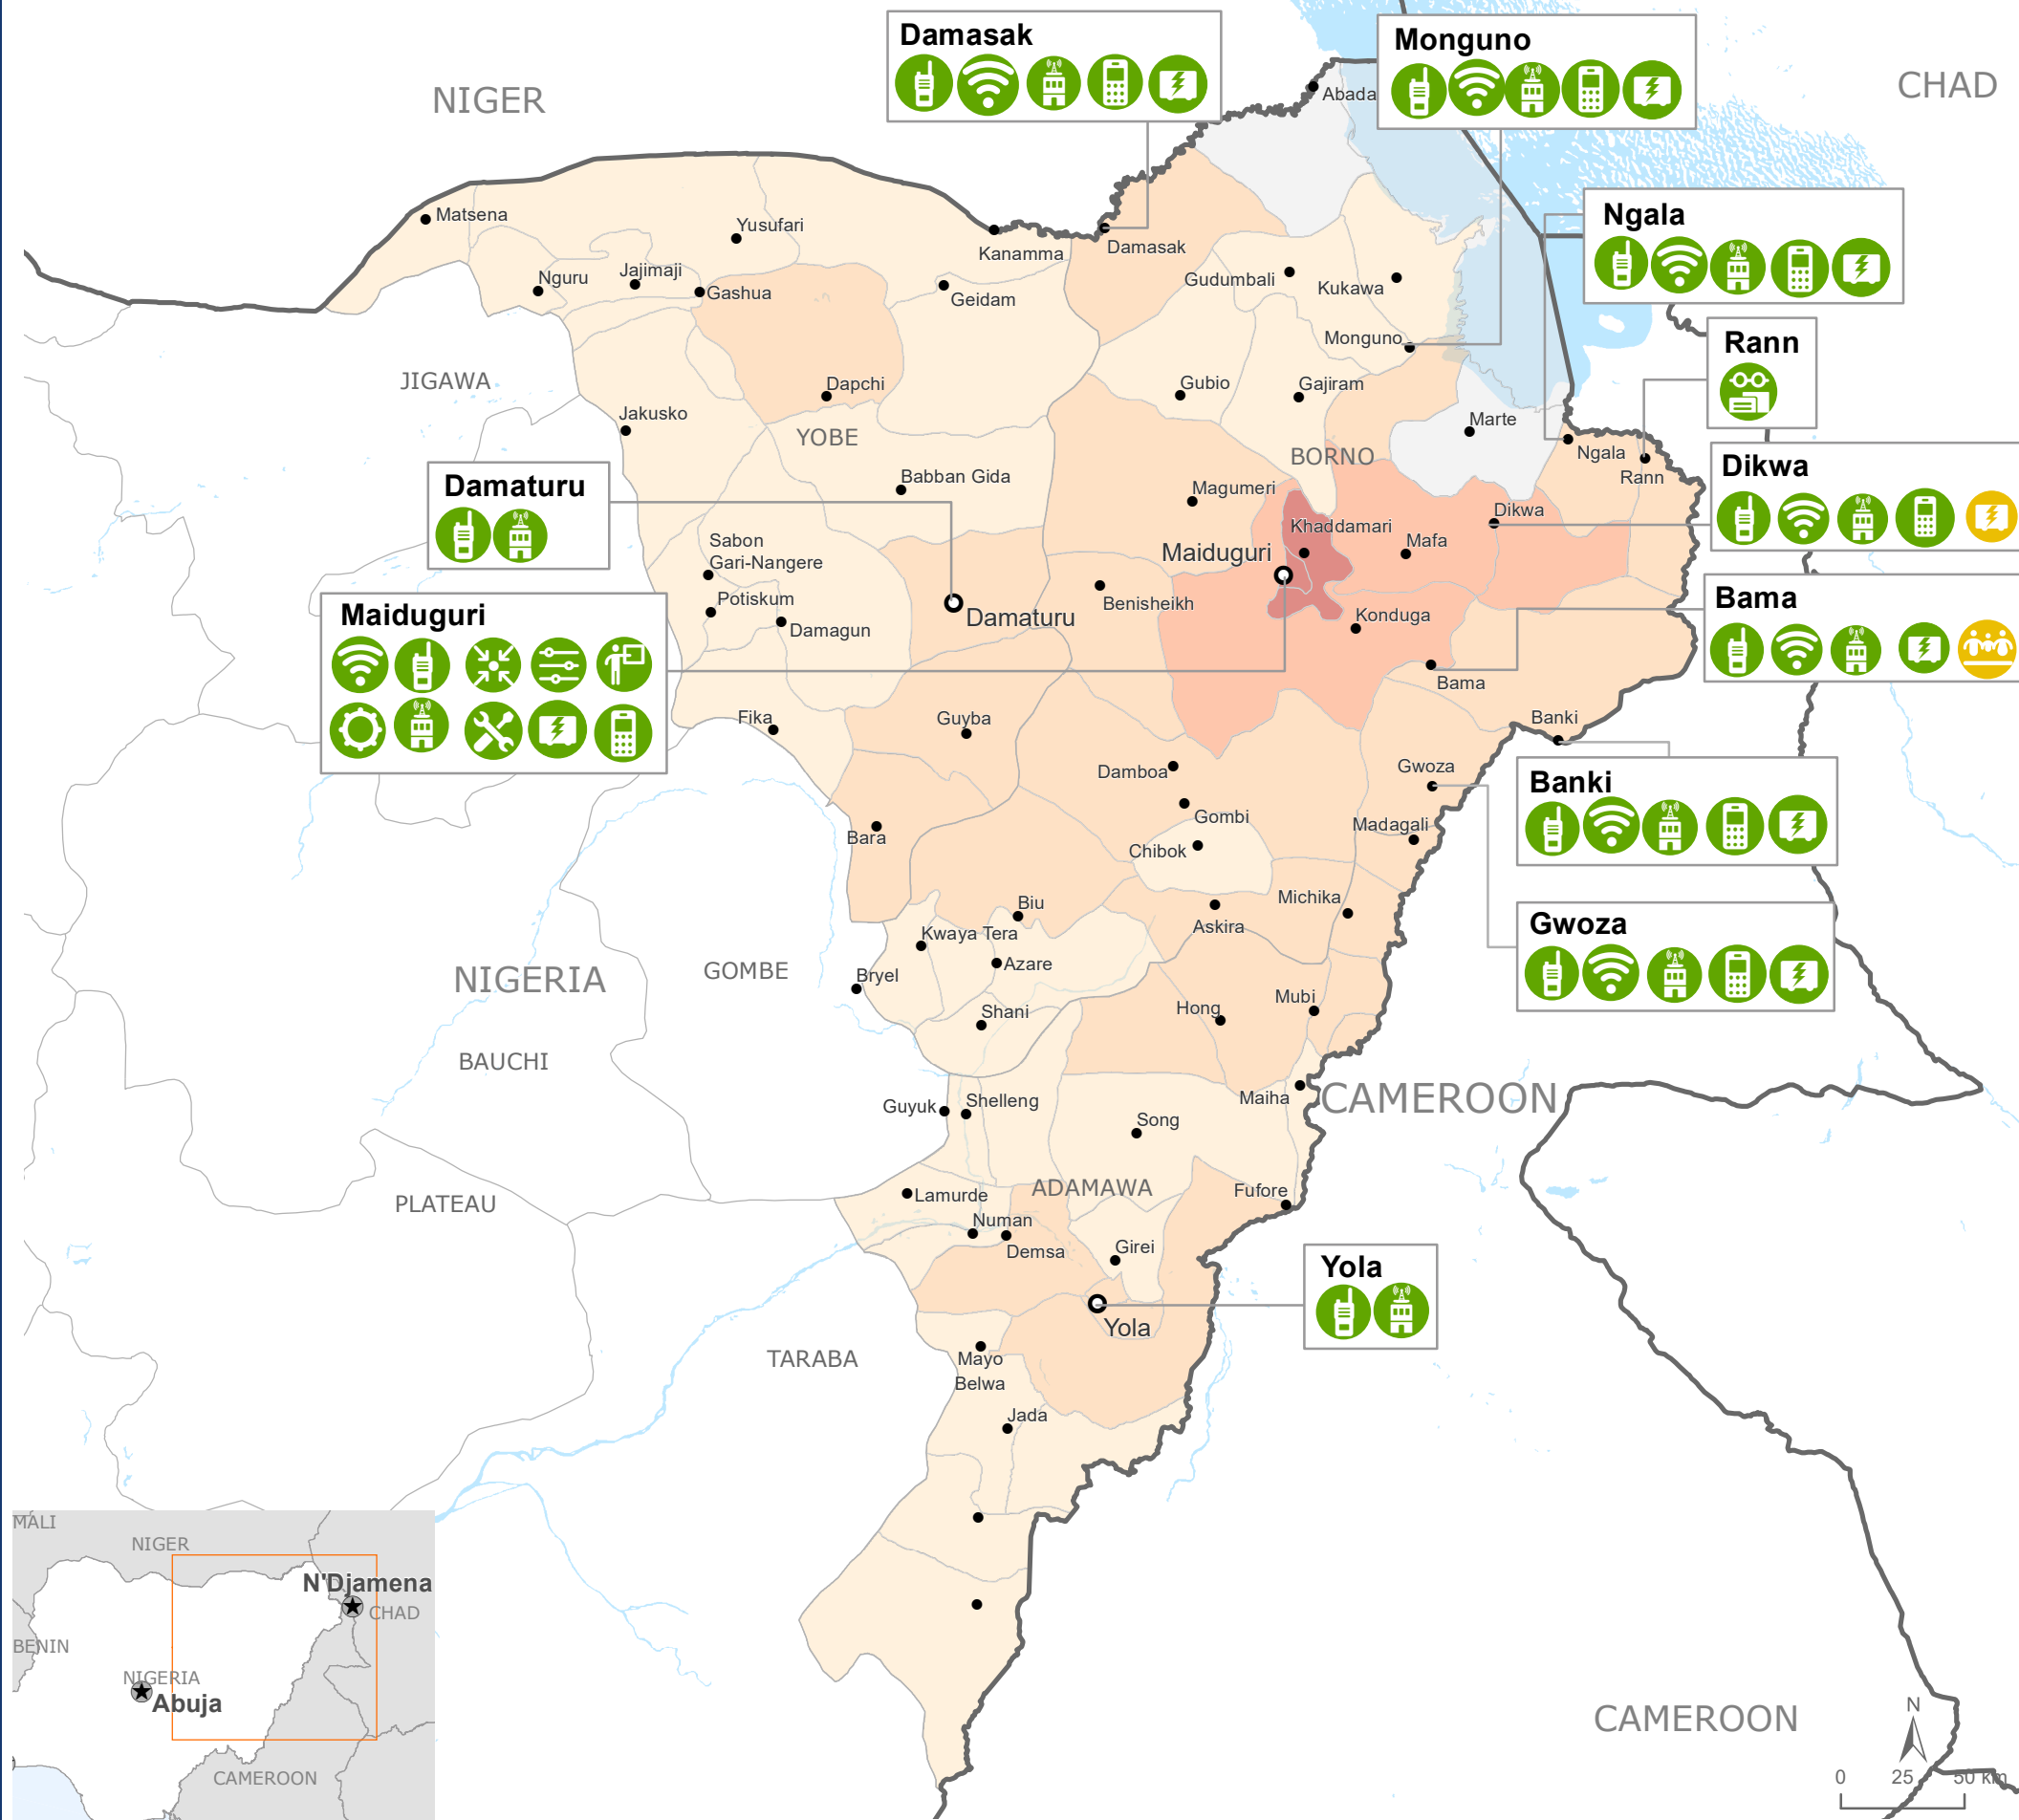 Damasak
Monguno
NIGER
CHAD
Abada
Ngala
Matsena
Yusufari
Kanamma
Damasak
Nguru
Jajimaji
Gashua
Geidam
Gudumbali
Kukawa
Monguno
Rann
JIGAWA
Dapchi
Gubio
Gajiram
Jakusko
YOBE
Marte
BORNO
Ngala
Rann
Dikwa
Damaturu
Babban Gida
Magumeri
Khaddamari
Dikwa
Mafa
Maiduguri
Sabon
Gari-Nangere
Potiskum
Damagun
Damaturu
Benisheikh
Konduga
Bama
Maiduguri
Bama
Fika
Guyba
Banki
Damboa
Gwoza
Gombi
Banki
Bara
Chibok
Madagali
Biu
Michika
Askira
Gwoza
Kwaya Tera
Azare
NIGERIA
GOMBE
Bryel
Shani
Hong
Mubi
BAUCHI
Guyuk
Shelleng
Maiha
CAMEROON
Song
PLATEAU
Lamurde
ADAMAWA
Fufore
Numan
Demsa
Girei
Yola
Yola
TARABA
Mayo
Belwa
Jada
MALI
NIGER
N'Djamena
CHAD
BENIN
NIGERIA
Abuja
CAMEROON
CAMEROON
N
0 25 50 km